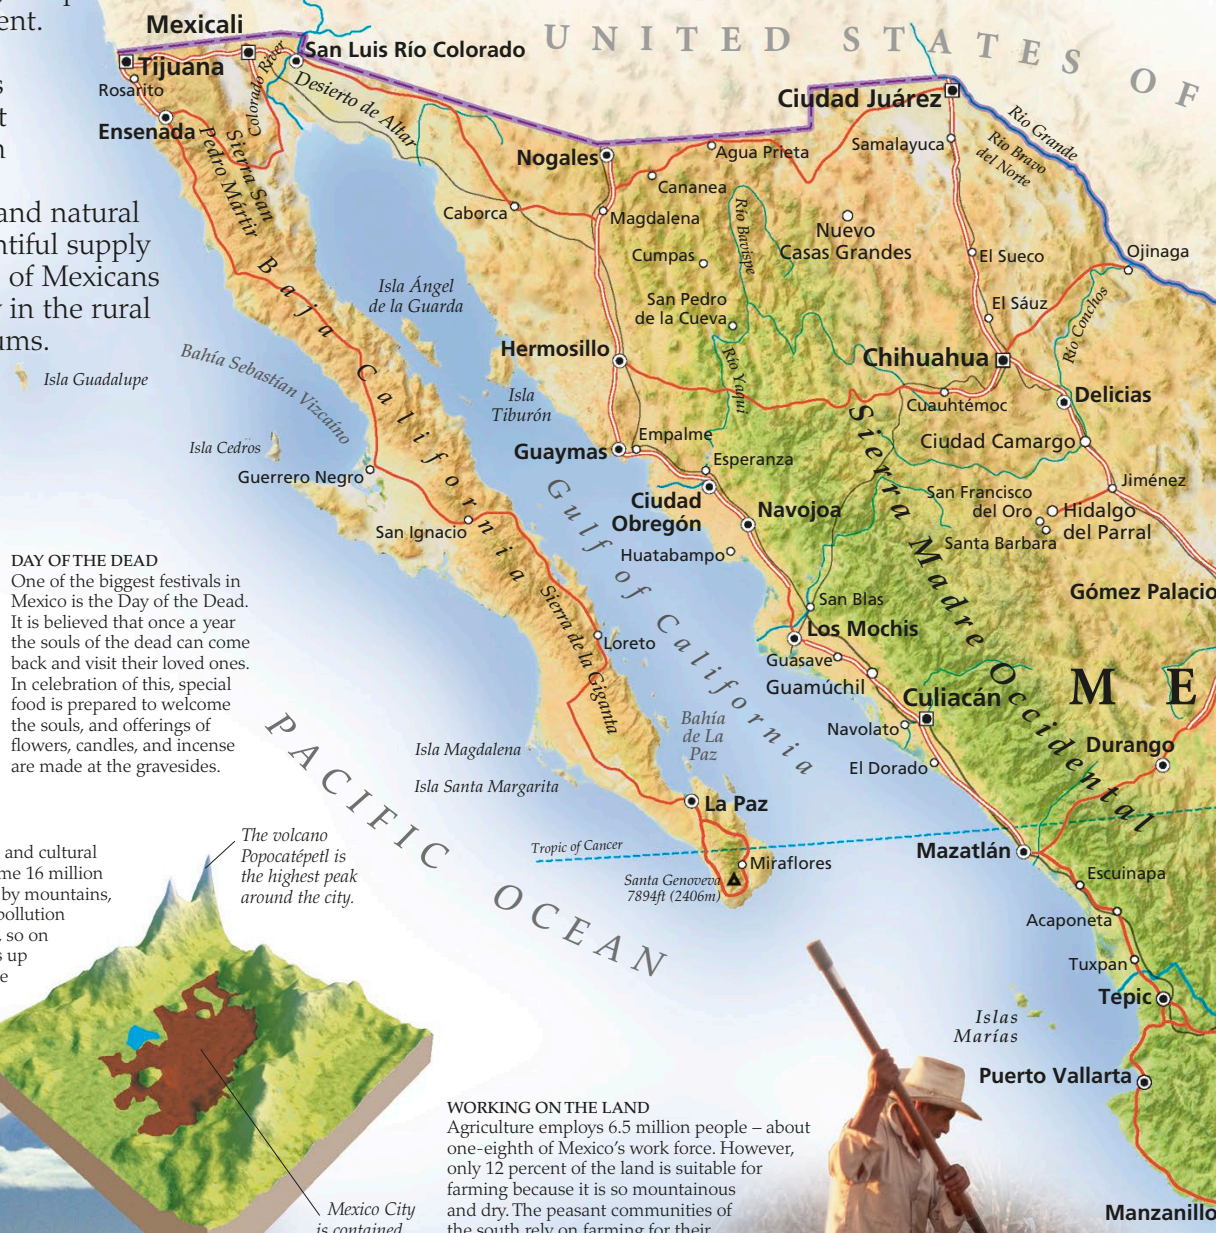 ent.
s
t
n
and natural
ntiful supply
of Mexicans
y in the rural
ums.
UNITED STATES OF
Mexicali
San Luis Río Colorado
Tijuana
Rosarito
Ensenada
Colorado River
Desierto de Altar
Sierra San
Pedro Mártir
Ciudad Juárez
Samalayuca
Rio Grande
Río Bravo
del Norte
Nogales
Agua Prieta
Cananea
Caborca
Magdalena
Río Bavispe
Nuevo
Casas Grandes
Cumpas
El Sueco
Ojinaga
Baja California
Isla Ángel
de la Guarda
San Pedro
de la Cueva
El Sáuz
Río Conchos
Isla Guadalupe
Bahía Sebastían Vizcaíno
Hermosillo
Río Yaqui
Chihuahua
Isla
Tiburón
Cuauhtémoc
Delicias
Isla Cedros
Guerrero Negro
Guaymas
Empalme
Esperanza
Ciudad Camargo
Sierra Madre Occidental
Jiménez
San Francisco
del Oro
Hidalgo
del Parral
Santa Barbara
Ciudad
Obregón
Navojoa
San Ignacio
Gulf of California
Huatabampo
Gómez Palacio
San Blas
Los Mochis
Sierra de la Giganta
Loreto
Guasave
Guamúchil
ME
Culiacán
Navolato
Bahía
de La
Paz
Durango
El Dorado
Isla Magdalena
Isla Santa Margarita
La Paz
Tropic of Cancer
Miraflores
Santa Genoveva
7894ft (2406m)
Mazatlán
Escuinapa
Acaponeta
Tuxpan
Tepic
Islas
Marías
Puerto Vallarta
Manzanillo
PACIFIC OCEAN
DAY OF THE DEAD
One of the biggest festivals in
Mexico is the Day of the Dead.
It is believed that once a year
the souls of the dead can come
back and visit their loved ones.
In celebration of this, special
food is prepared to welcome
the souls, and offerings of
flowers, candles, and incense
are made at the gravesides.
and cultural
me 16 million
by mountains,
pollution
, so on
s up
e
The volcano
Popocatépetl is
the highest peak
around the city.
Mexico City
is contained
WORKING ON THE LAND
Agriculture employs 6.5 million people – about
one-eighth of Mexico's work force. However,
only 12 percent of the land is suitable for
farming because it is so mountainous
and dry. The peasant communities of
the south rely on farming for their